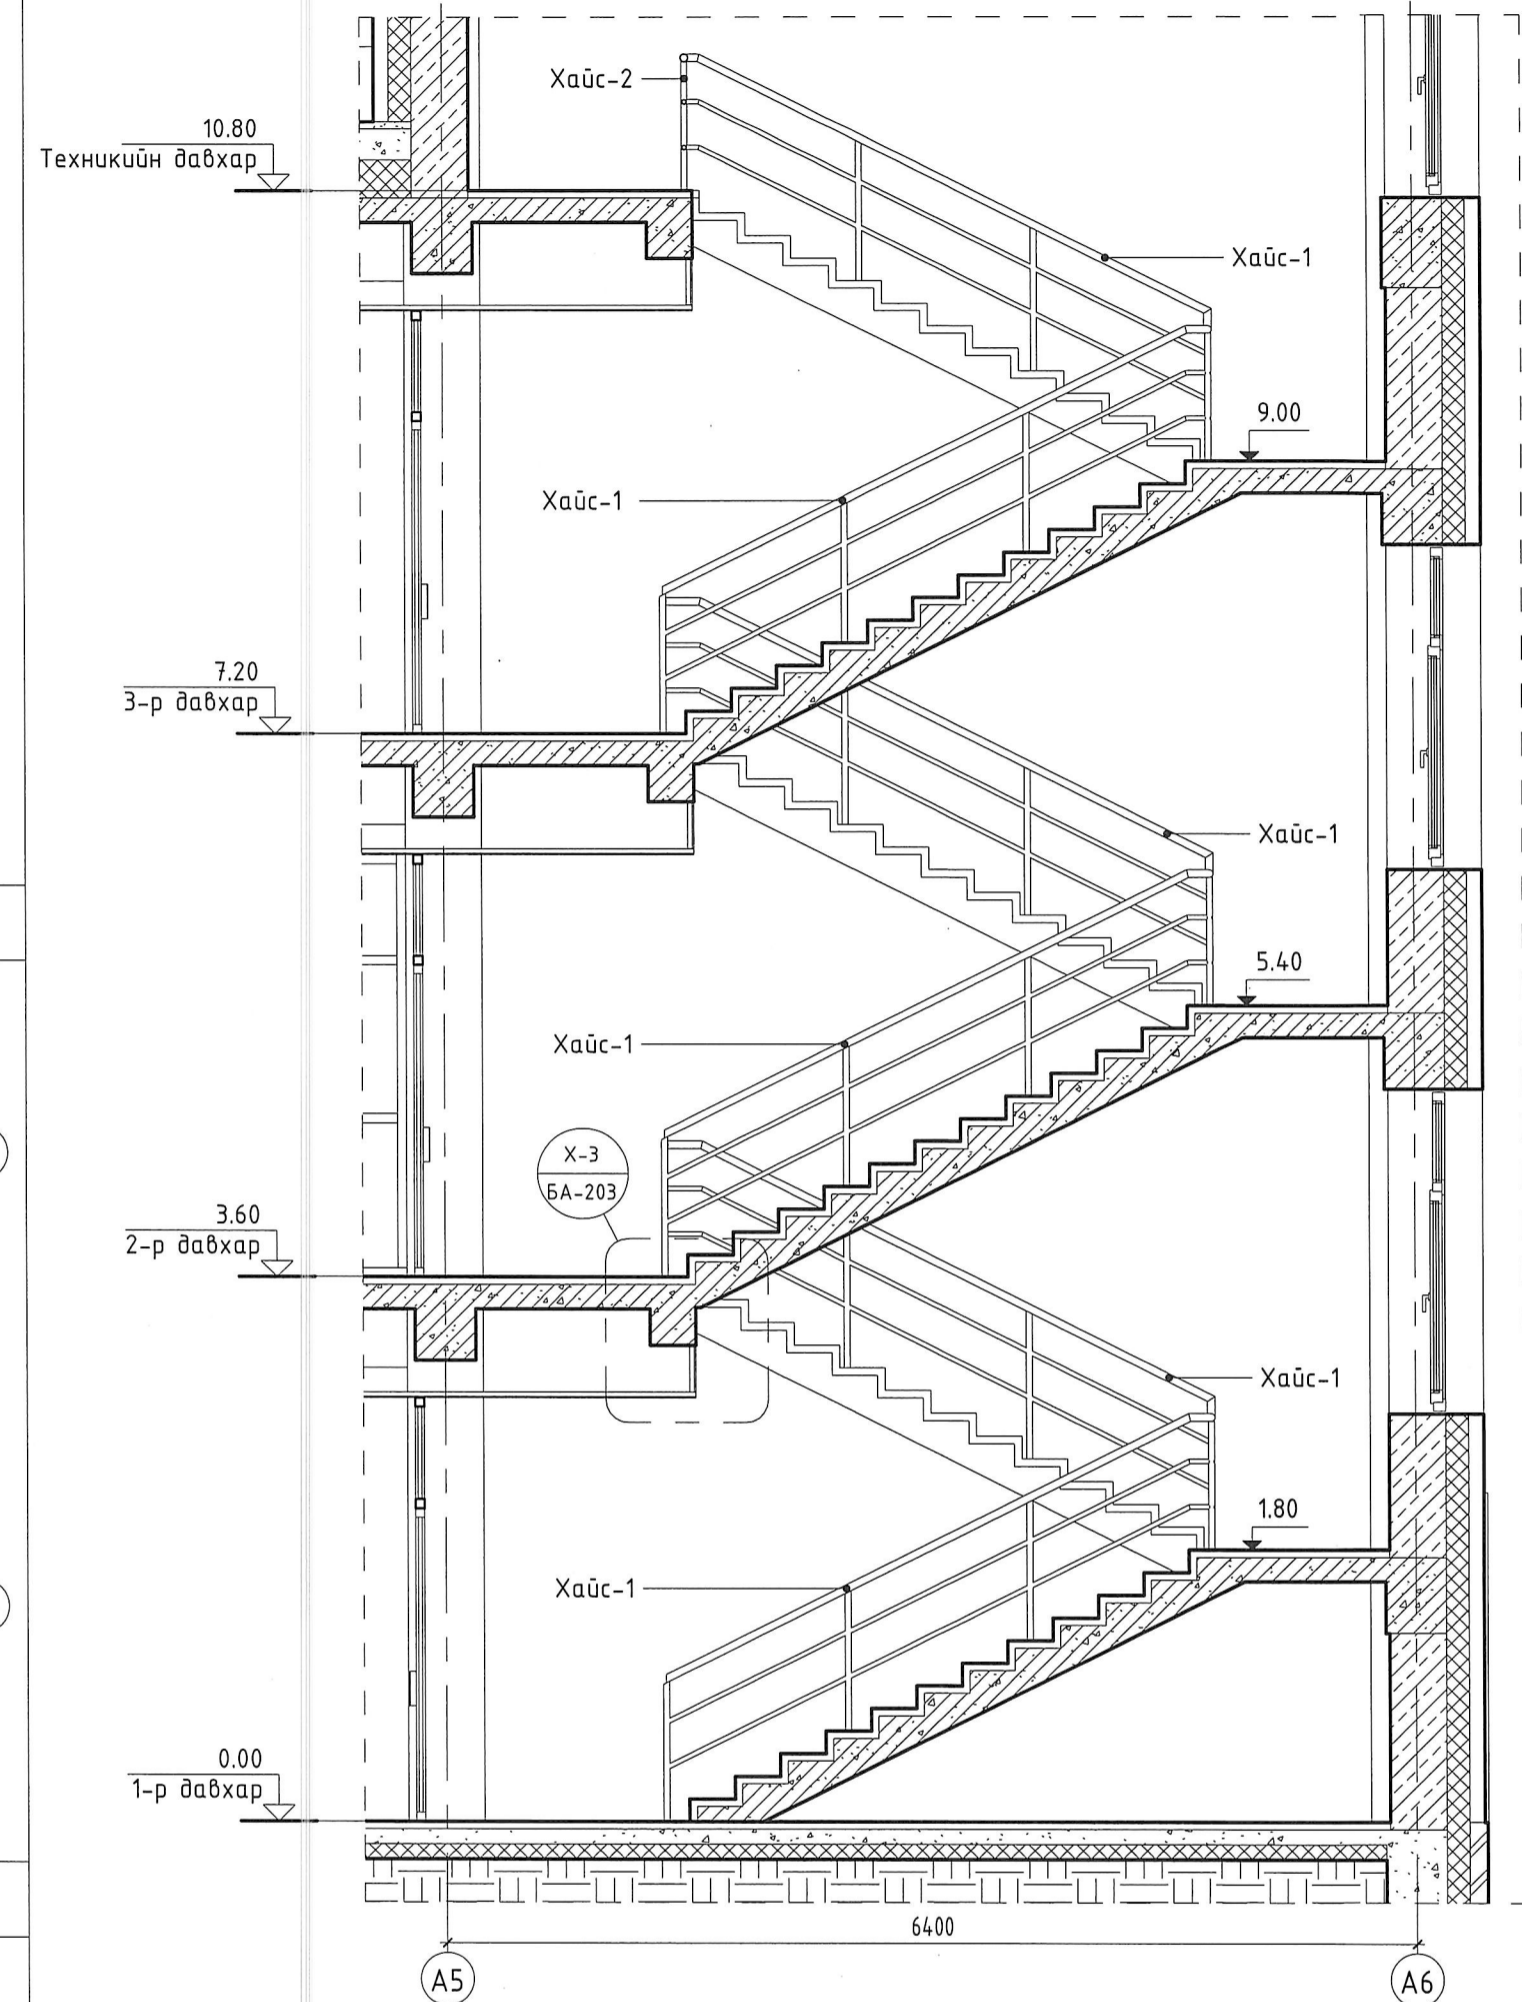 Хайс-2
10.80
Техникийн давхар
Хайс-1
9.00
Хайс-1
7.20
3-р давхар
Хайс-1
5.40
Хайс-1
X-3
БА-203
3.60
2-р давхар
Хайс-1
1.80
Хайс-1
0.00
1-р давхар
6400
А5
А6